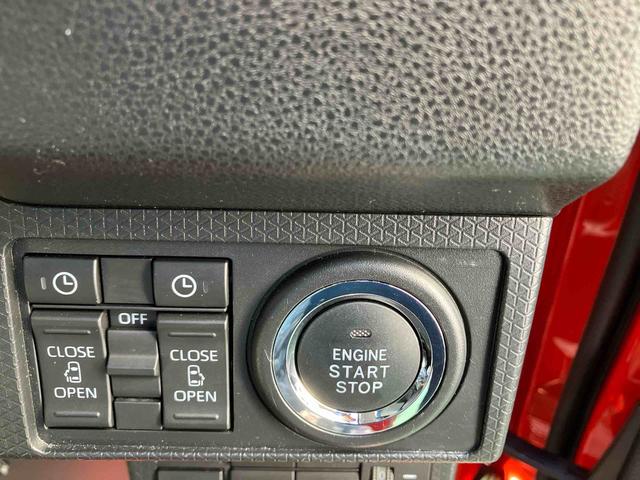 OFF
CLOSE
OPEN
CLOSE
OPEN
ENGINE
START
STOP